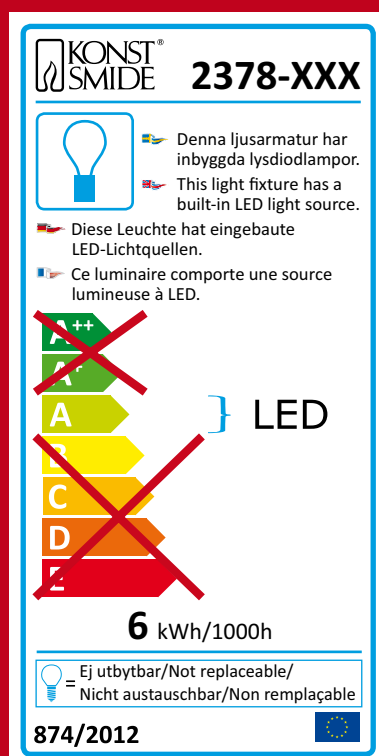 KONST®
SMIDE
2378-XXX
Denna ljusarmatur har
inbyggda lysdiodlampor.
This light fixture has a
built-in LED light source.
Diese Leuchte hat eingebaute
LED-Lichtquellen.
Ce luminaire comporte une source
lumineuse à LED.
A++
A+
A
LED
B
C
D
E
6 kWh/1000h
= Ej utbytbar/Not replaceable/
Nicht austauschbar/Non remplaçable
874/2012